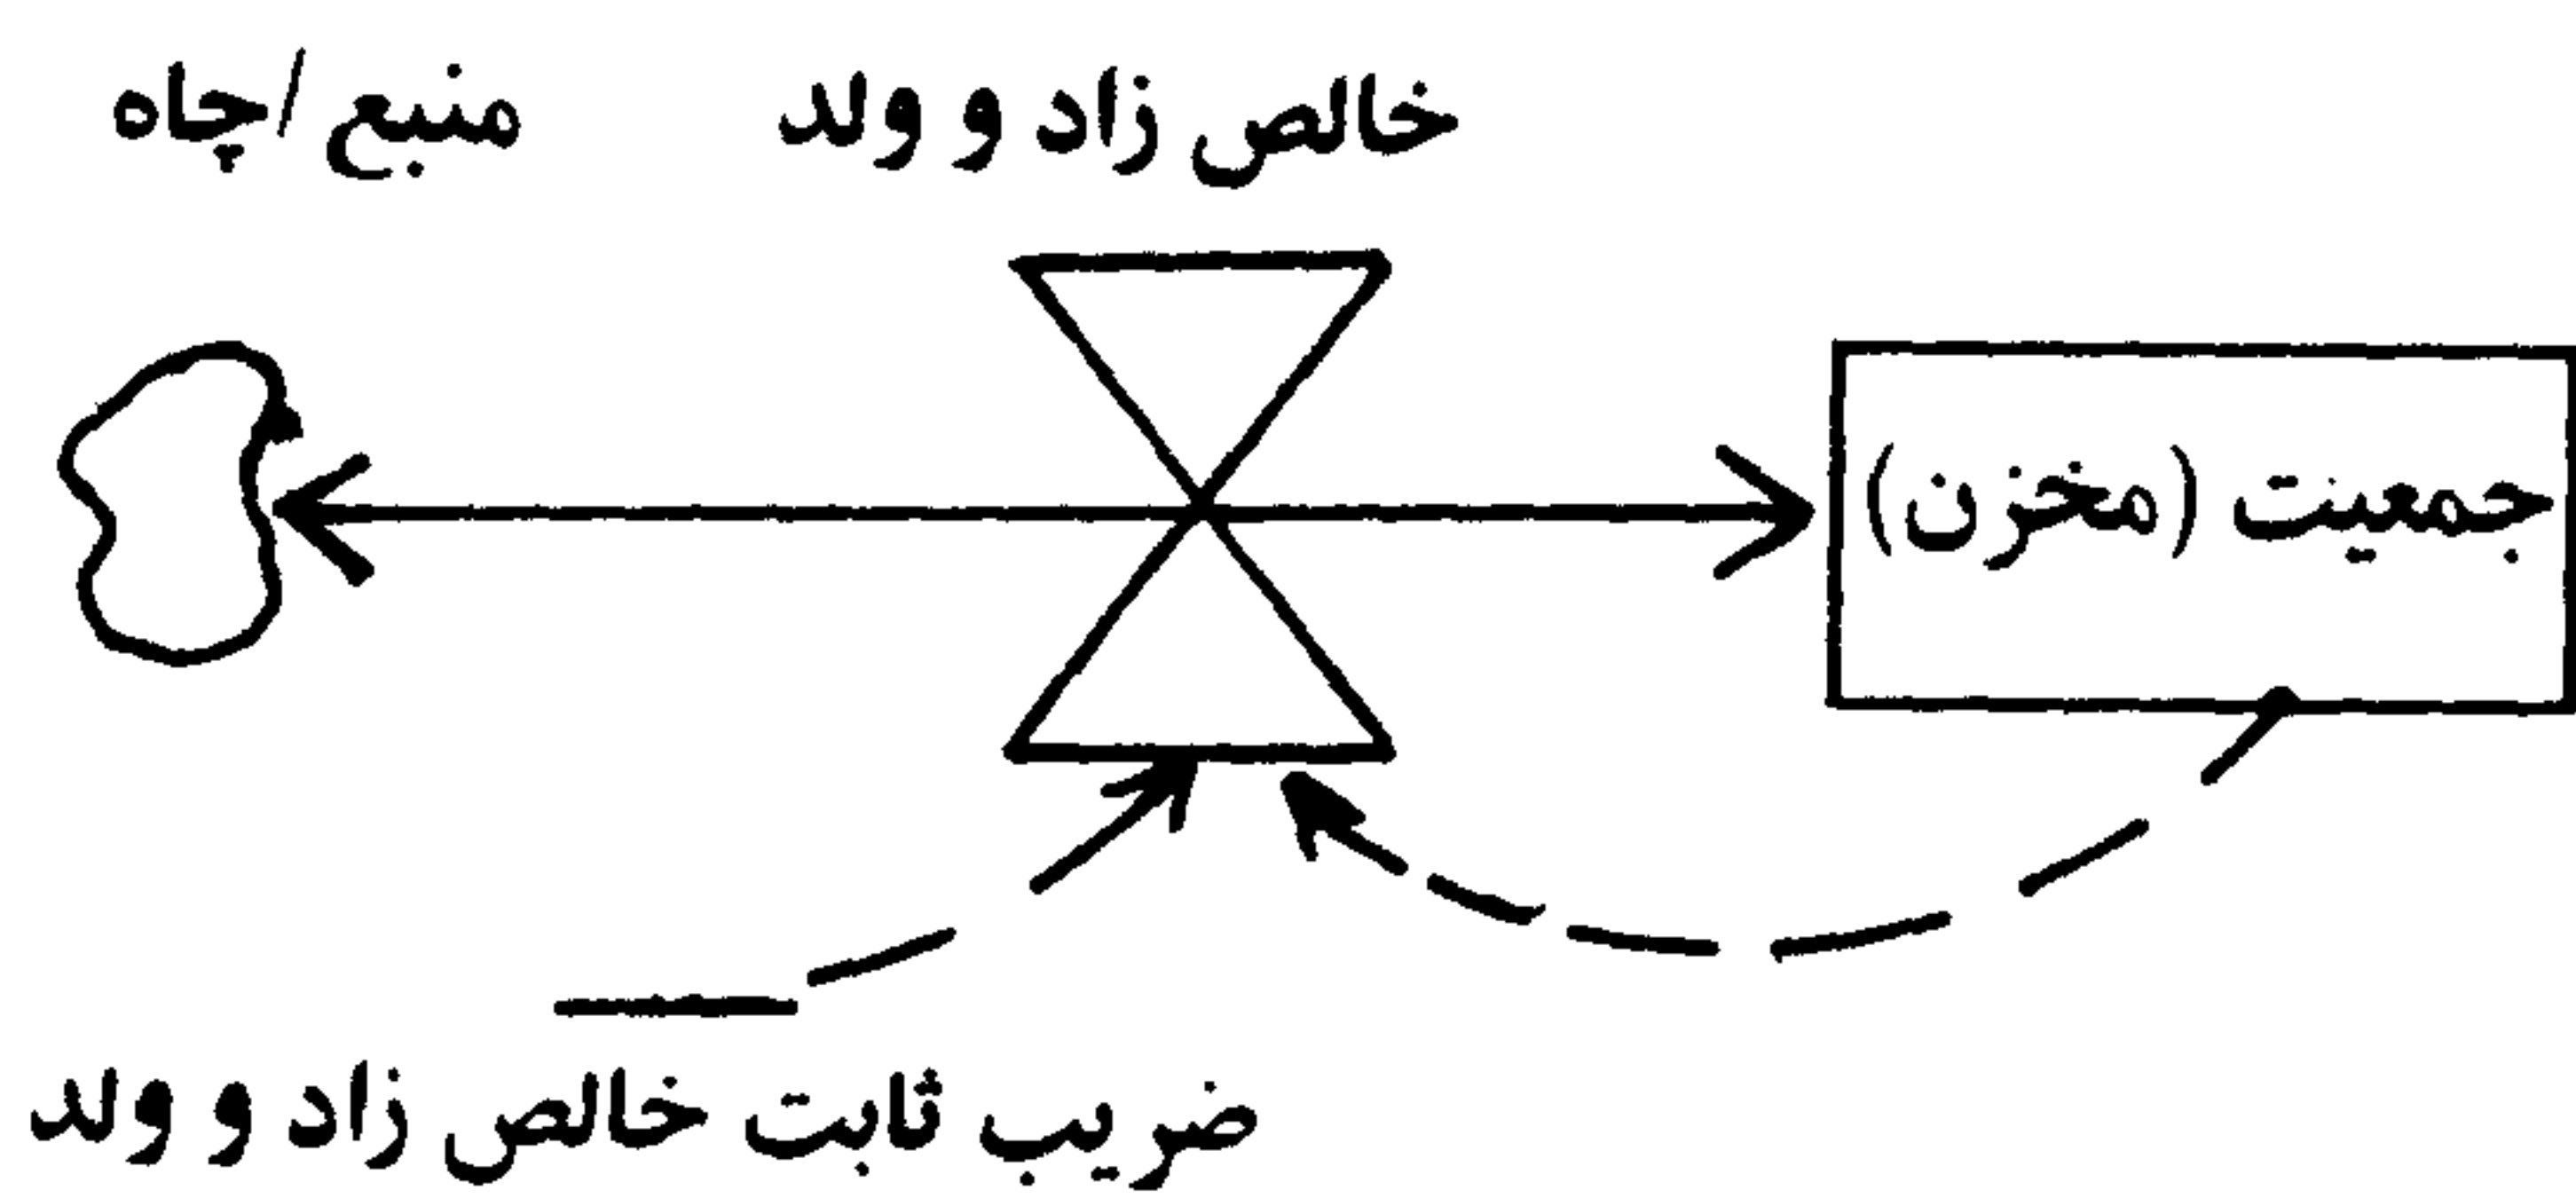 خالص زاد و ولد
منبع/چاه
جمعیت (مخزن)
ضریب ثابت خالص زاد و ولد